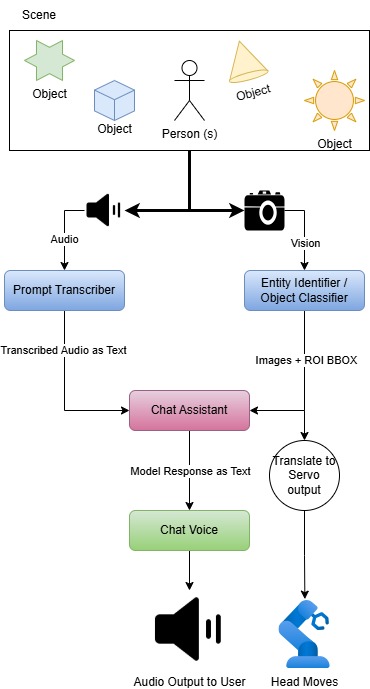 Scene
Object
Object
Person (s)
Object
Object
Audio
Vision
Prompt Transcriber
Entity Identifier /
Object Classifier
Transcribed Audio as Text
Images + ROI BBOX
Chat Assistant
Translate to
Servo
output
Model Response as Text
Chat Voice
Audio Output to User
Head Moves